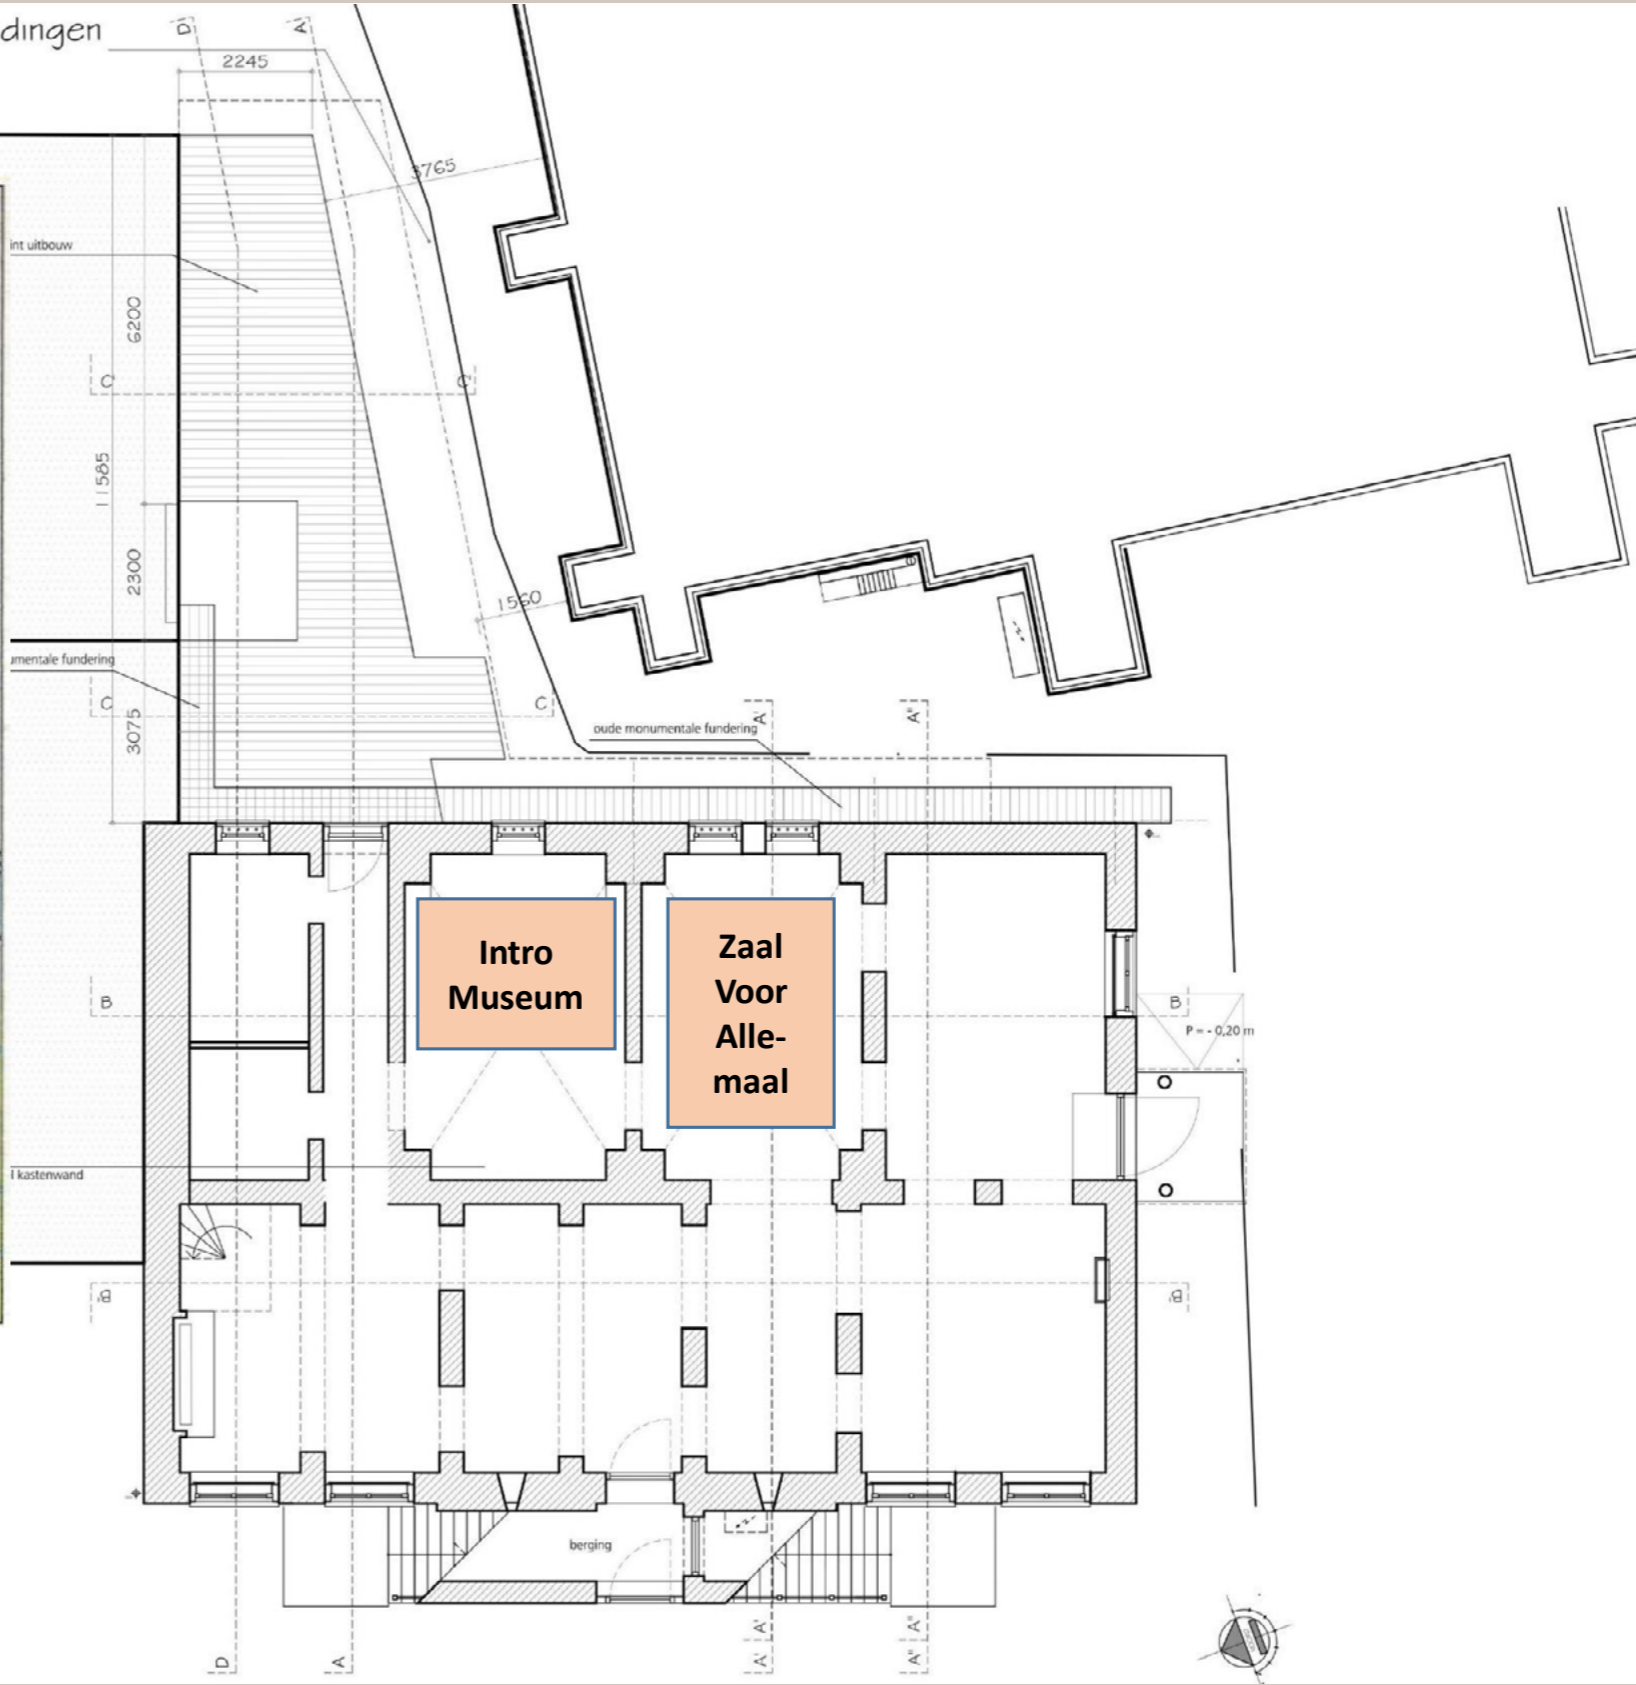 dingen
D
A
2245
3765
int uitbouw
6200
C
C
11585
2300
1560
umentale fundering
C
C
3075
A'
A"
oude monumentale fundering
Intro
Museum
Zaal
Voor
Alle-
maal
B
B
P = - 0,20 m
l kastenwand
B'
B'
berging
A'
A"
D
A
A'
A"